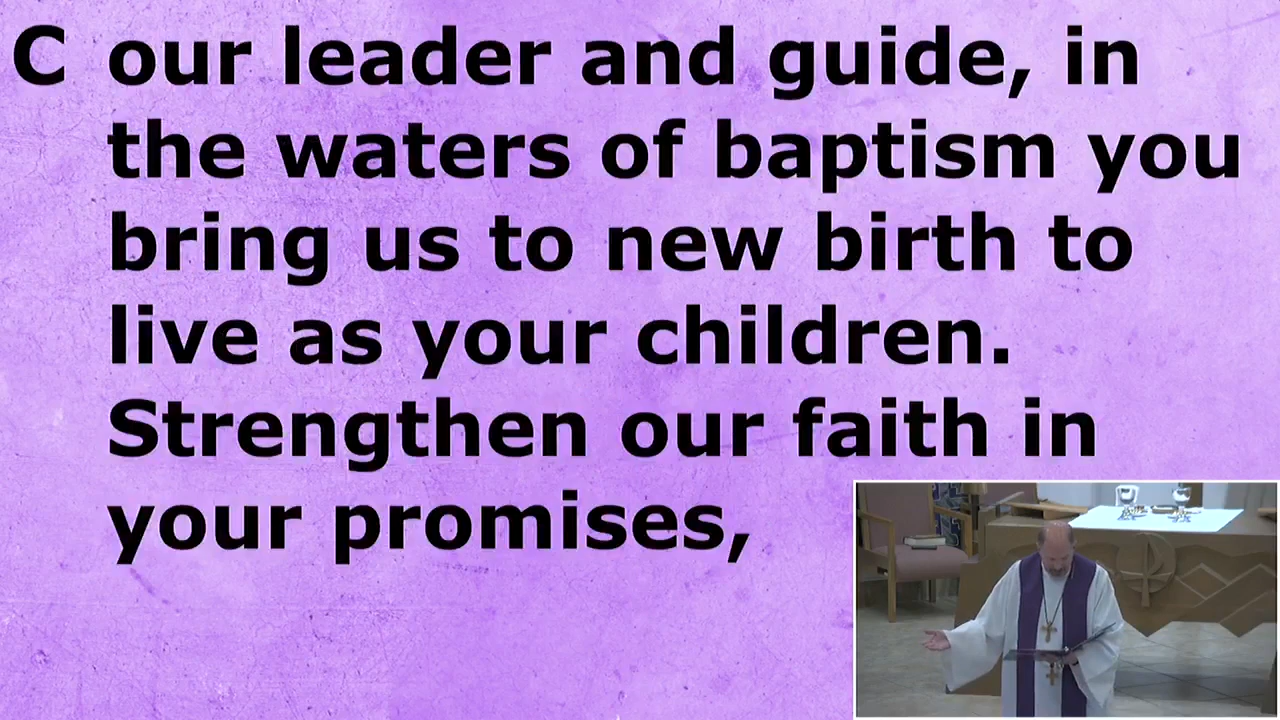 C our leader and guide, in
the waters of baptism you
bring us to new birth to
live as your children.
Strengthen our faith in
your promises,